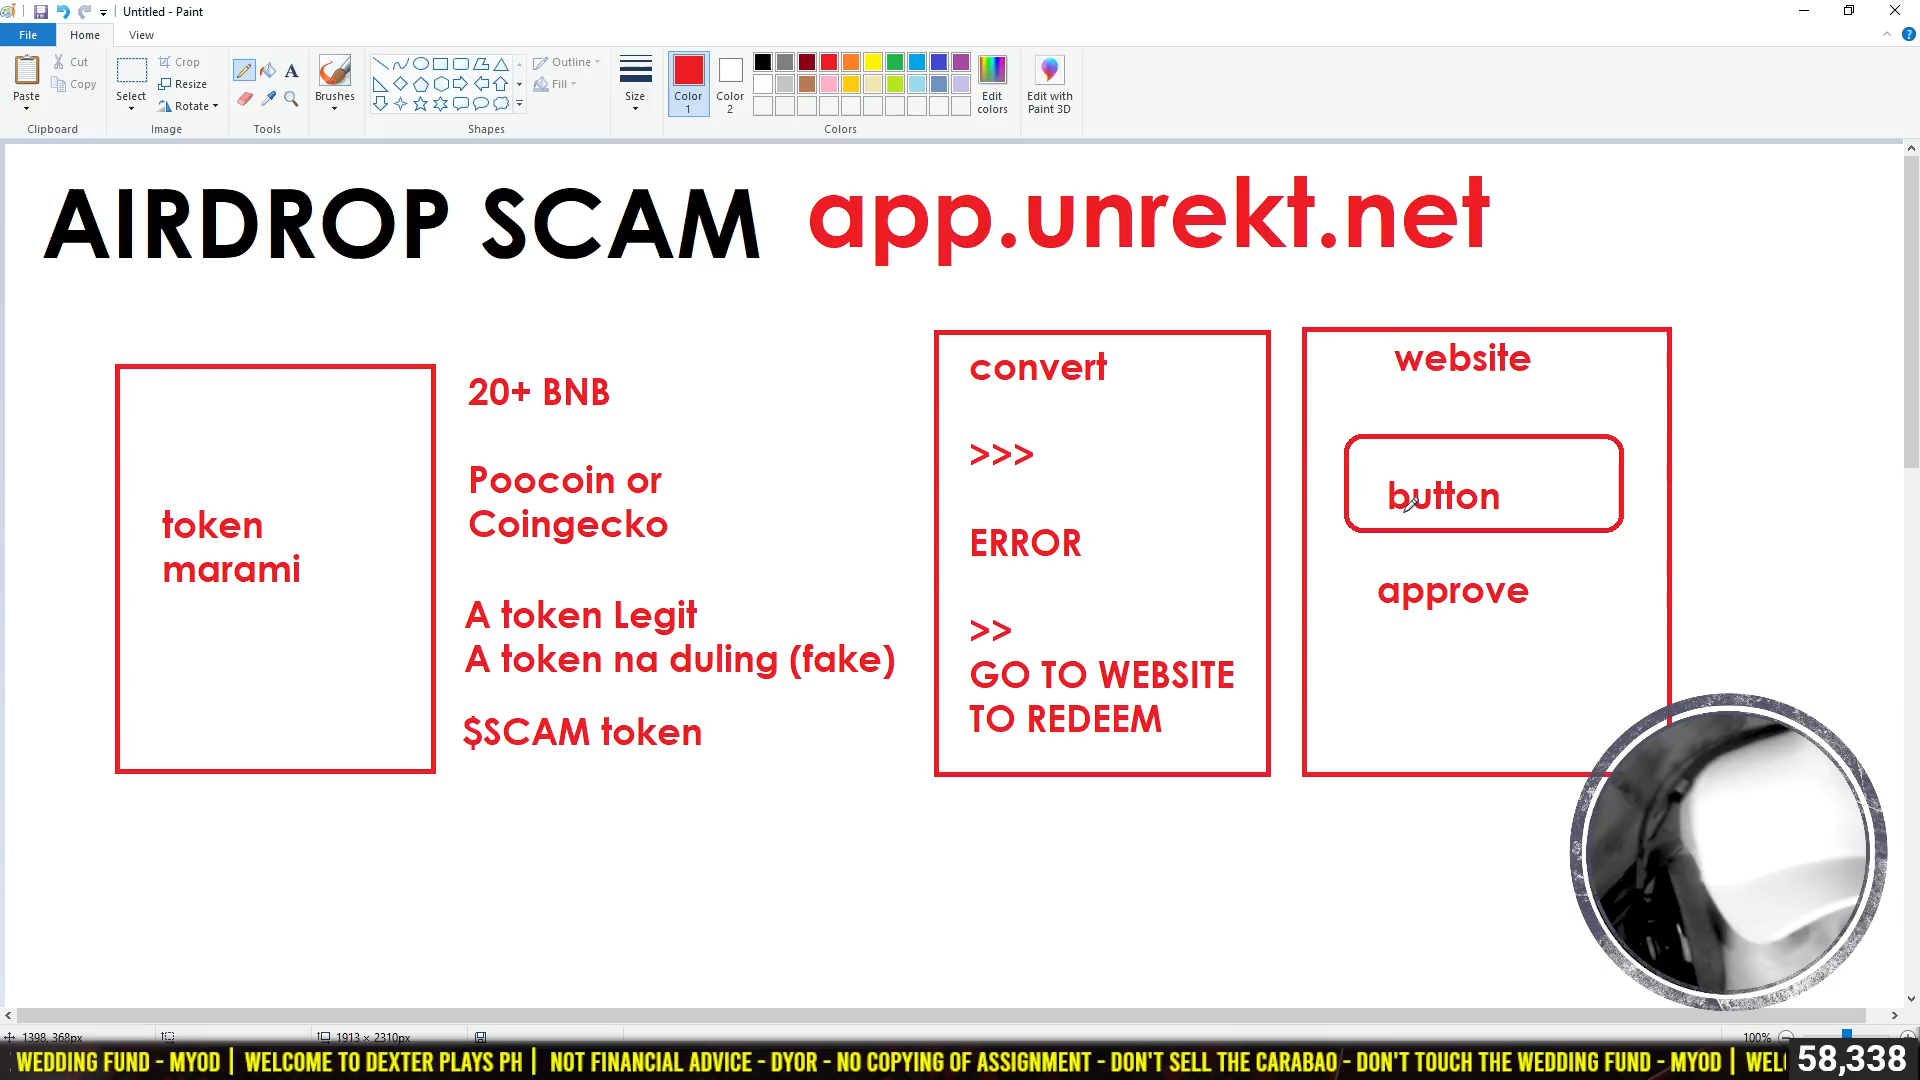 Untitled - Paint
File
Home
View
Paste
Cut
Copy
Clipboard
Select
Crop
Resize
Rotate
Image
A
Tools
Brushes
Shapes
Outline
Fill
Size
Color 1
Color 2
Colors
Edit colors
Edit with Paint 3D
AIRDROP SCAM
app.unrekt.net
token
marami
20+ BNB
Poocoin or
Coingecko
A token Legit
A token na duling (fake)
$SCAM token
convert
>>>
ERROR
>>
GO TO WEBSITE
TO REDEEM
website
button
approve
1398, 368px
1913 × 2310px
100%
WEDDING FUND - MYOD | WELCOME TO DEXTER PLAYS PH | NOT FINANCIAL ADVICE - DYOR - NO COPYING OF ASSIGNMENT - DON'T SELL THE CARABAO - DON'T TOUCH THE WEDDING FUND - MYOD | WEL
58,338